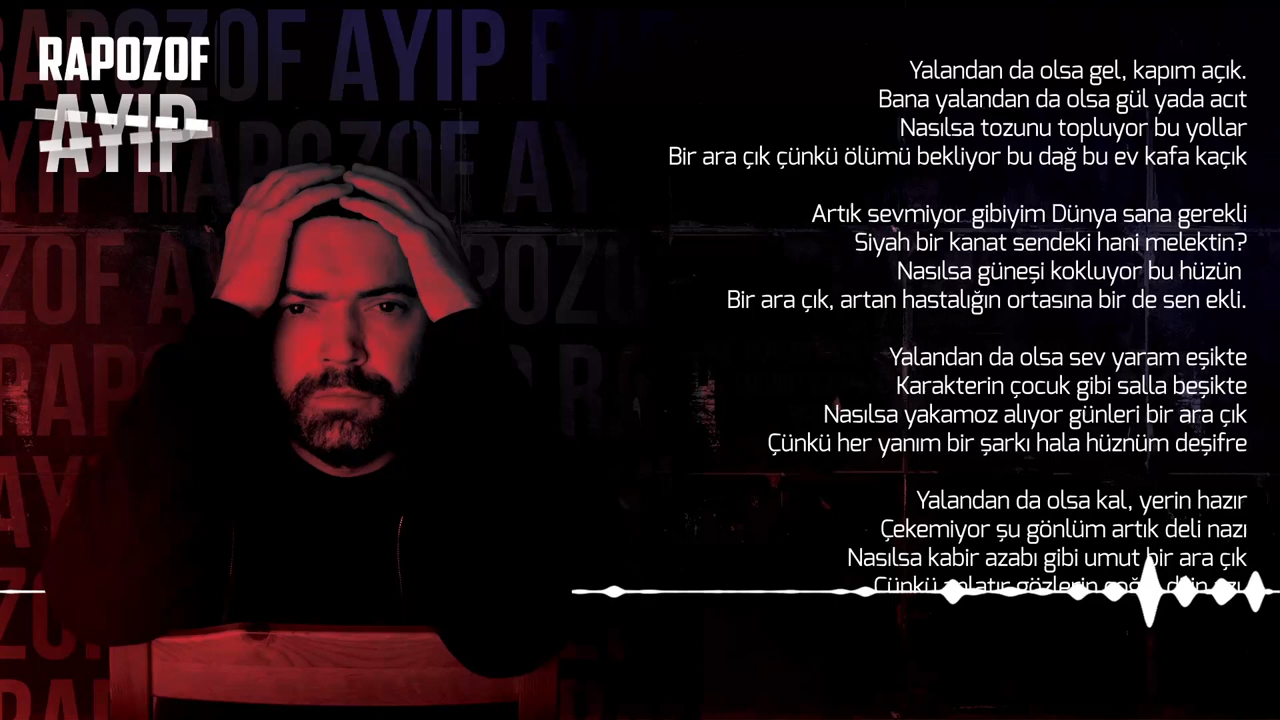 RAPOZOF
AYIP
Yalandan da olsa gel, kapım açık.
Bana yalandan da olsa gül yada acıt
Nasılsa tozunu topluyor bu yollar
Bir ara çık çünkü ölümü bekliyor bu dağ bu ev kafa kaçık
Artık sevmiyor gibiyim Dünya sana gerekli
Siyah bir kanat sendeki hani melektin?
Nasılsa güneşi kokluyor bu hüzün
Bir ara çık, artan hastalığın ortasına bir de sen ekli.
Yalandan da olsa sev yaram eşikte
Karakterin çocuk gibi salla beşikte
Nasılsa yakamoz alıyor günleri bir ara çık
Çünkü her yanım bir şarkı hala hüznüm deşifre
Yalandan da olsa kal, yerin hazır
Çekemiyor şu gönlüm artık deli nazı
Nasılsa kabir azabı gibi umut bir ara çık
Çünkü anlatır gözlerin